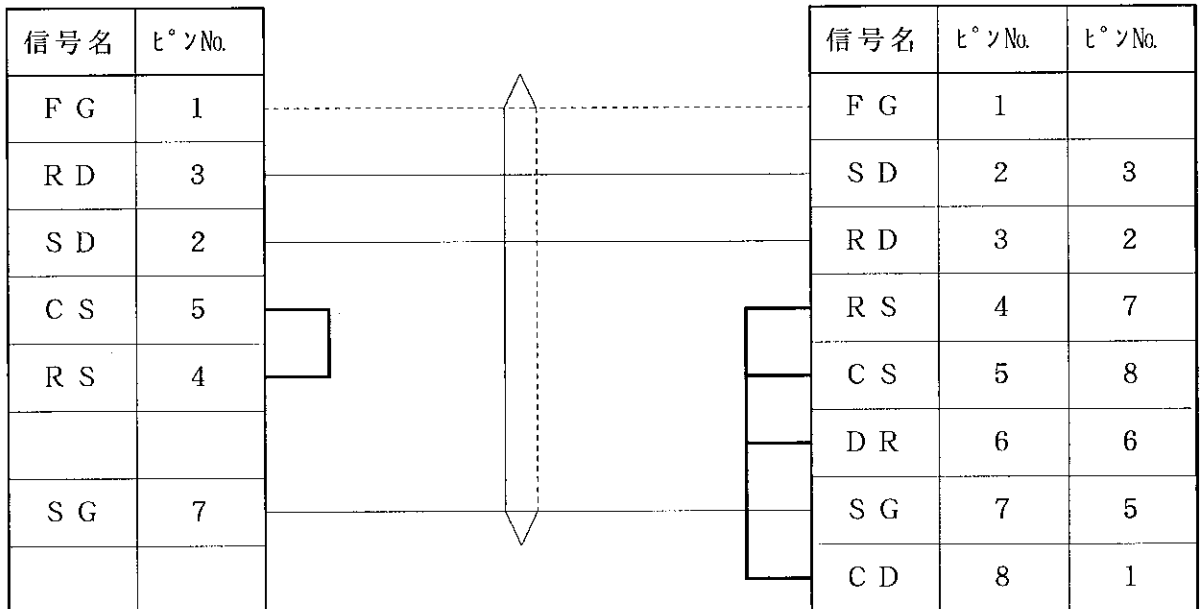 信号名 ピンNo.
FG 1
RD 3
SD 2
CS 5
RS 4
SG 7
信号名 ピンNo. ピンNo.
FG 1
SD 2 3
RD 3 2
RS 4 7
CS 5 8
DR 6 6
SG 7 5
CD 8 1